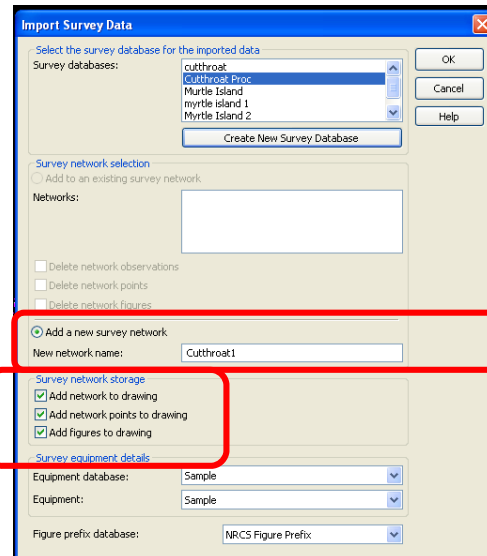 Import Survey Data
Select the survey database for the imported data
Survey databases:
cutthroat
Cutthroat Proc
Murtle Island
myrtle island 1
Myrtle Island 2
Create New Survey Database
OK
Cancel
Help
Survey network selection
Add to an existing survey network
Networks:
Delete network observations
Delete network points
Delete network figures
Add a new survey network
New network name: Cutthroat1
Survey network storage
Add network to drawing
Add network points to drawing
Add figures to drawing
Survey equipment details
Equipment database: Sample
Equipment: Sample
Figure prefix database: NRCS Figure Prefix